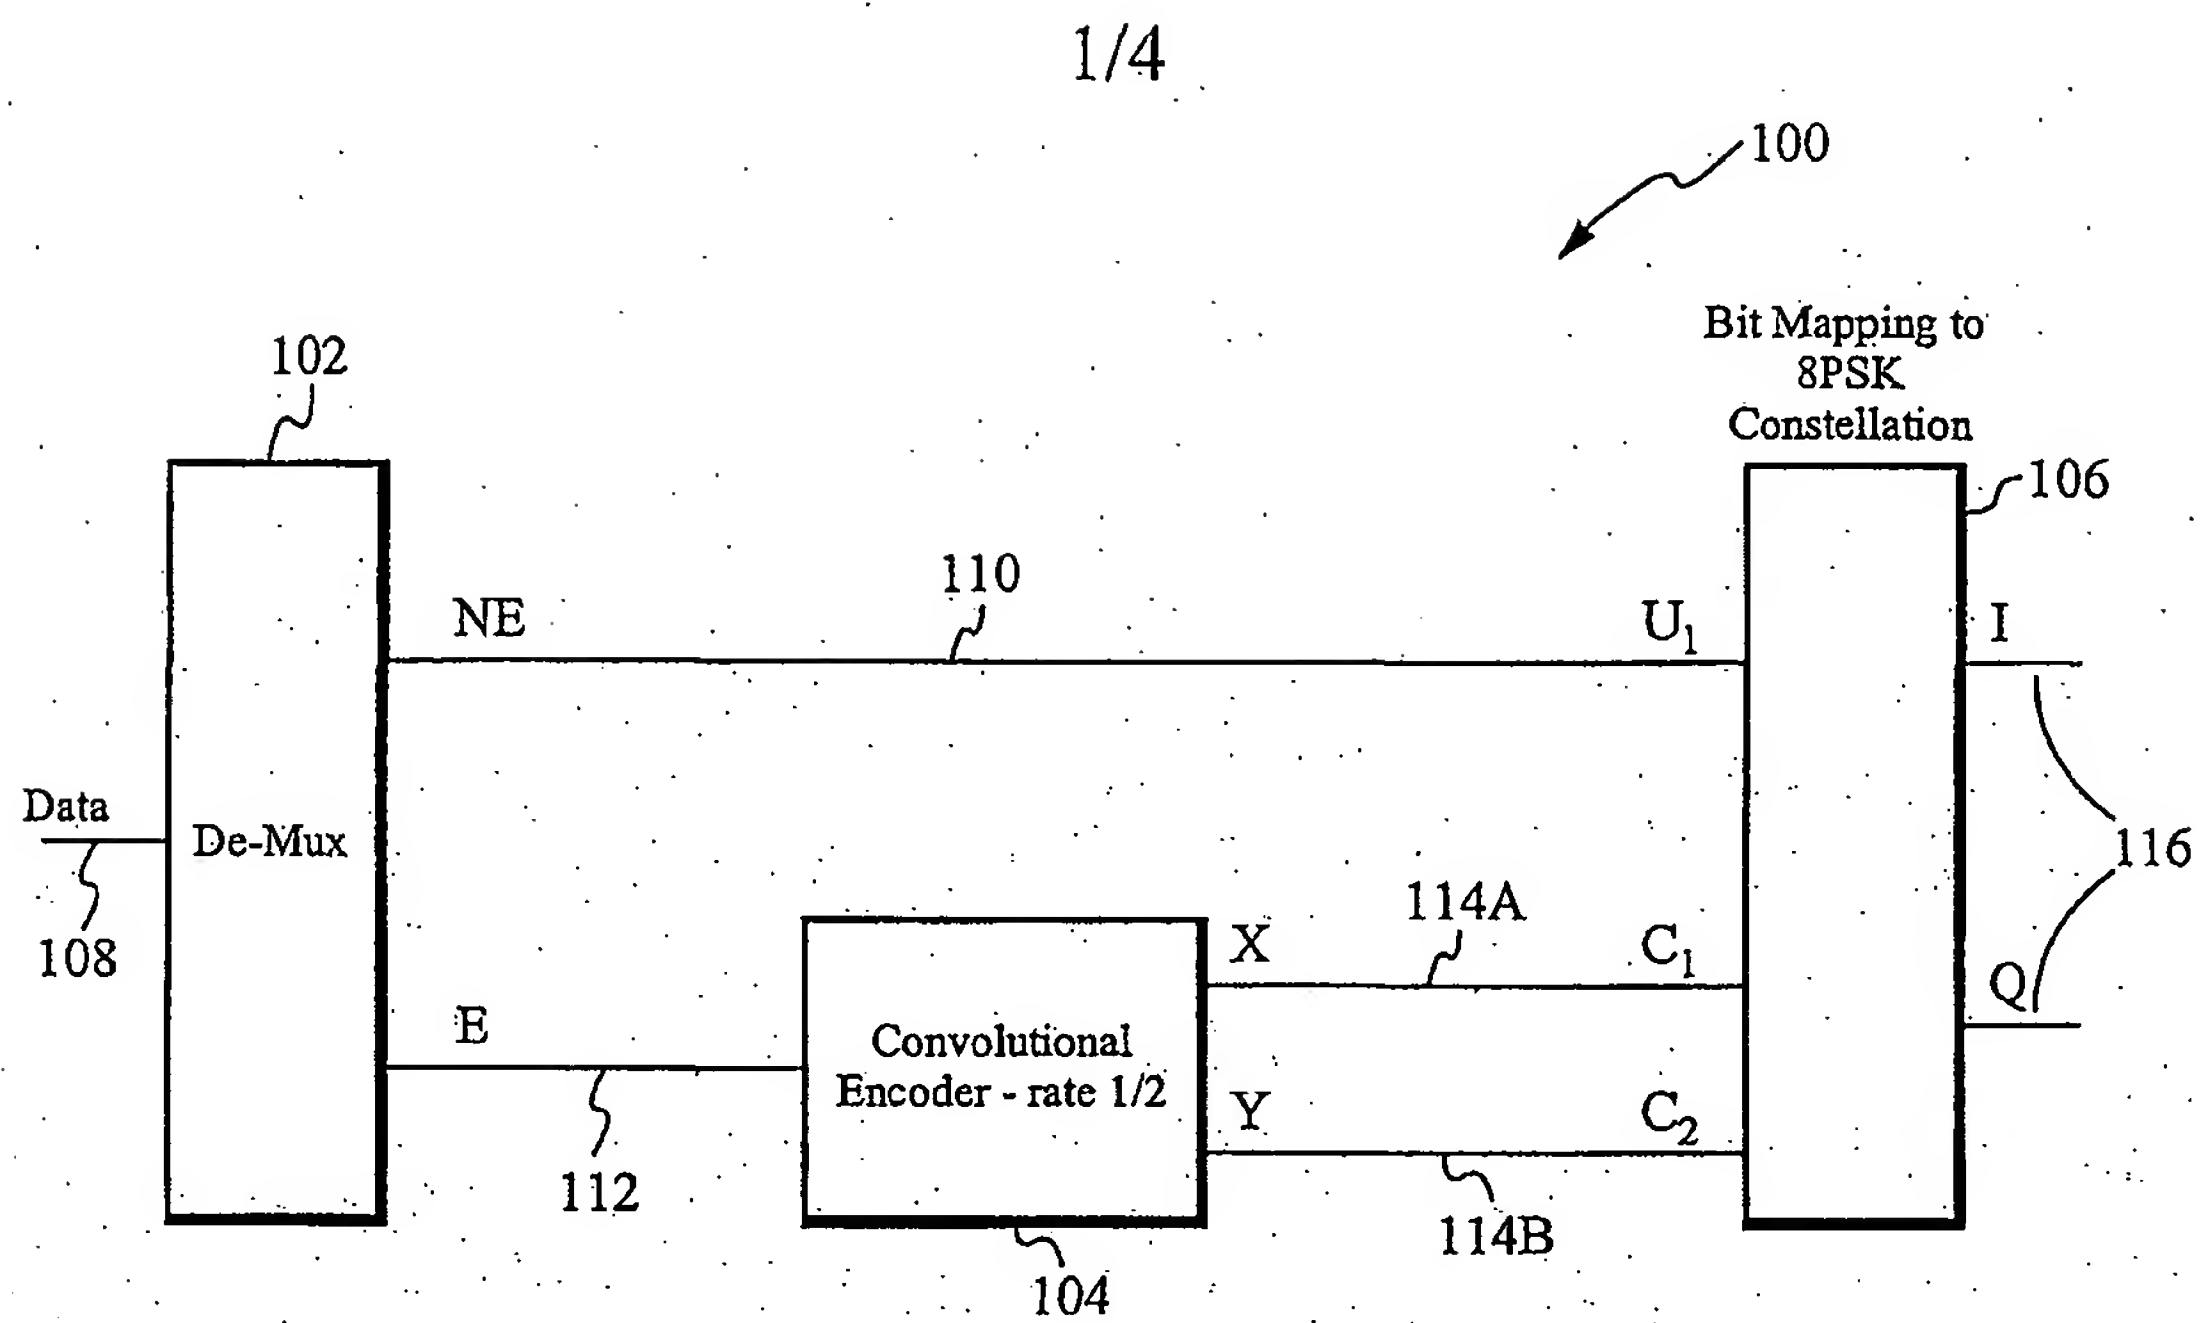 1/4
100
Bit Mapping to
8PSK
Constellation
102
106
110
NE
U1
I
Data
De-Mux
116
108
114A
X
C1
Q
E
Convolutional
Encoder - rate 1/2
Y
C2
112
114B
104